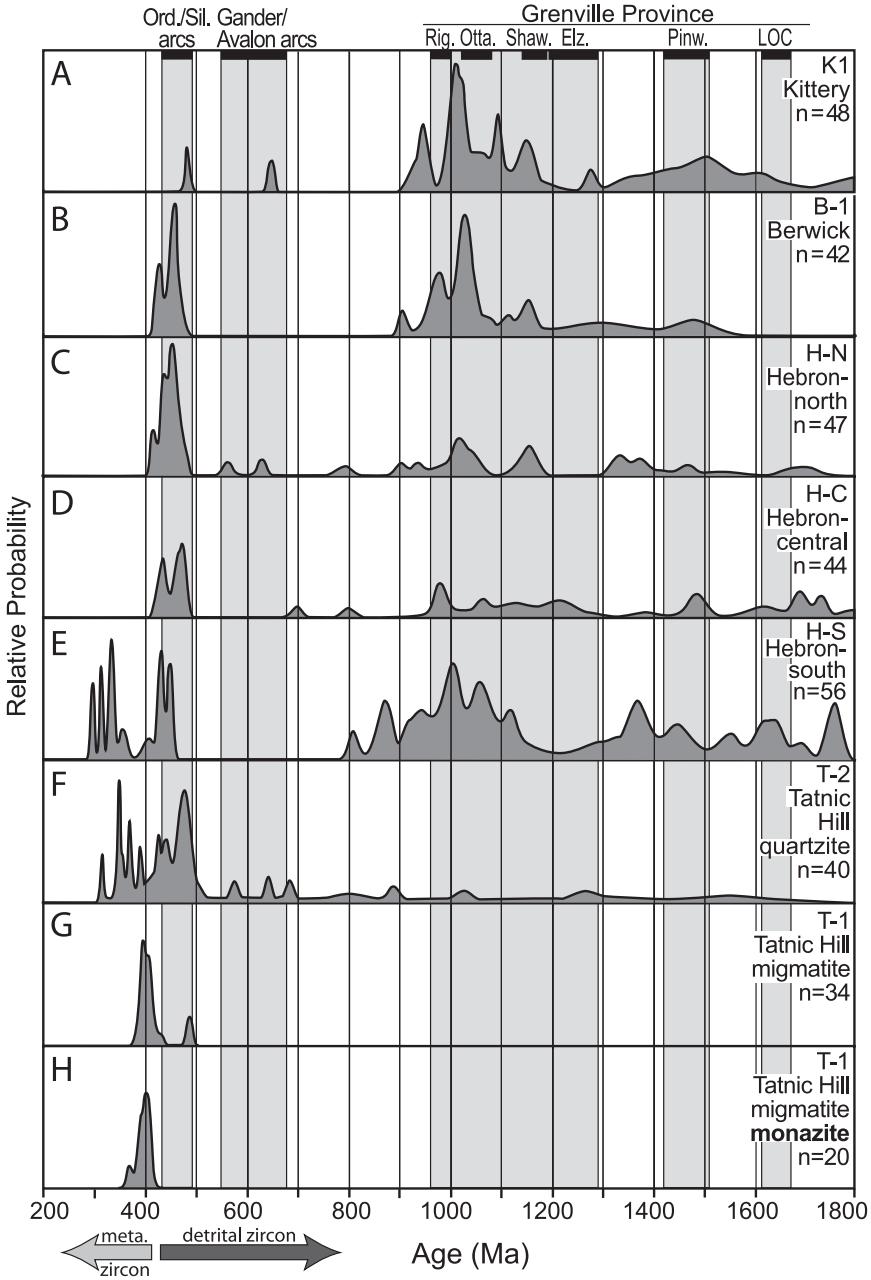 Ord./Sil. Gander/
arcs Avalon arcs
Grenville Province
Rig. Otta. Shaw. Elz. Pinw. LOC
A
K1
Kittery
n=48
B
B-1
Berwick
n=42
C
H-N
Hebron-
north
n=47
D
H-C
Hebron-
central
n=44
E
H-S
Hebron-
south
n=56
F
T-2
Tatnic
Hill
quartzite
n=40
G
T-1
Tatnic Hill
migmatite
n=34
H
T-1
Tatnic Hill
migmatite
monazite
n=20
Relative Probability
200 400 600 800 1000 1200 1400 1600 1800
meta.
zircon
detrital zircon
Age (Ma)